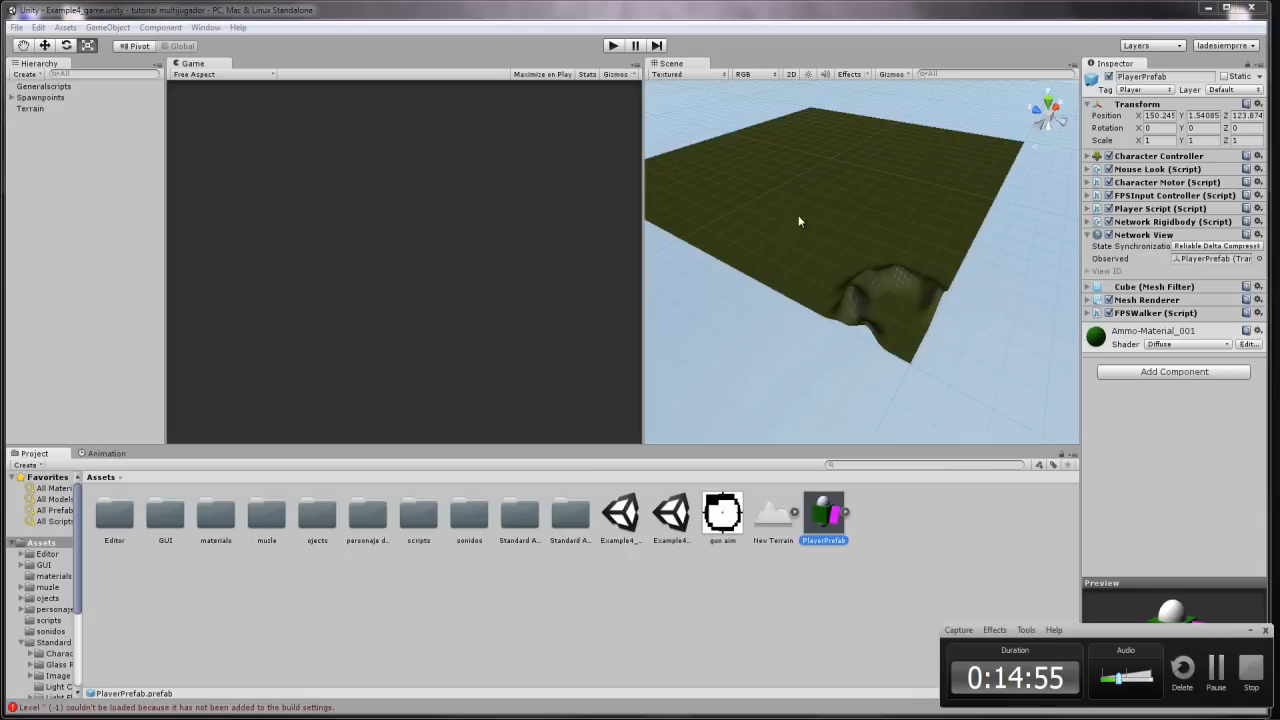 Unity - Example4_game.unity - tutorial multijugador - PC, Mac & Linux Standalone
File Edit Assets GameObject Component Window Help
Pivot Global Layers ladesiemprre
Hierarchy
Create All
Generalscripts
Spawnpoints
Terrain
Game
Free Aspect Maximize on Play Stats Gizmos
Scene
Textured RGB 2D Effects Gizmos All
Inspector
PlayerPrefab Static
Tag Player Layer Default
Transform
Position X 150.245 Y 1.54085 Z 123.874
Rotation X 0 Y 0 Z 0
Scale X 1 Y 1 Z 1
Character Controller
Mouse Look (Script)
Character Motor (Script)
FPSInput Controller (Script)
Player Script (Script)
Network Rigidbody (Script)
Network View
State Synchronizatio Reliable Delta Compress
Observed PlayerPrefab (Tran
View ID
Cube (Mesh Filter)
Mesh Renderer
FPSWalker (Script)
Ammo-Material_001
Shader Diffuse Edit...
Add Component
Preview
Project Animation
Create
Favorites
All Materi
All Models
All Prefab
All Scripts
Assets
Editor
GUI
materials
muzle
ojects
personaje
scripts
sonidos
Standard
Charac
Glass R
Image
Light C
Assets
Editor GUI materials muzle ojects personaje d... scripts sonidos Standard A... Standard A... Example4_... Example4... gun aim New Terrain PlayerPrefab
PlayerPrefab.prefab
Level '' (-1) couldn't be loaded because it has not been added to the build settings.
Capture Effects Tools Help
Duration
0:14:55
Audio
Delete Pause Stop